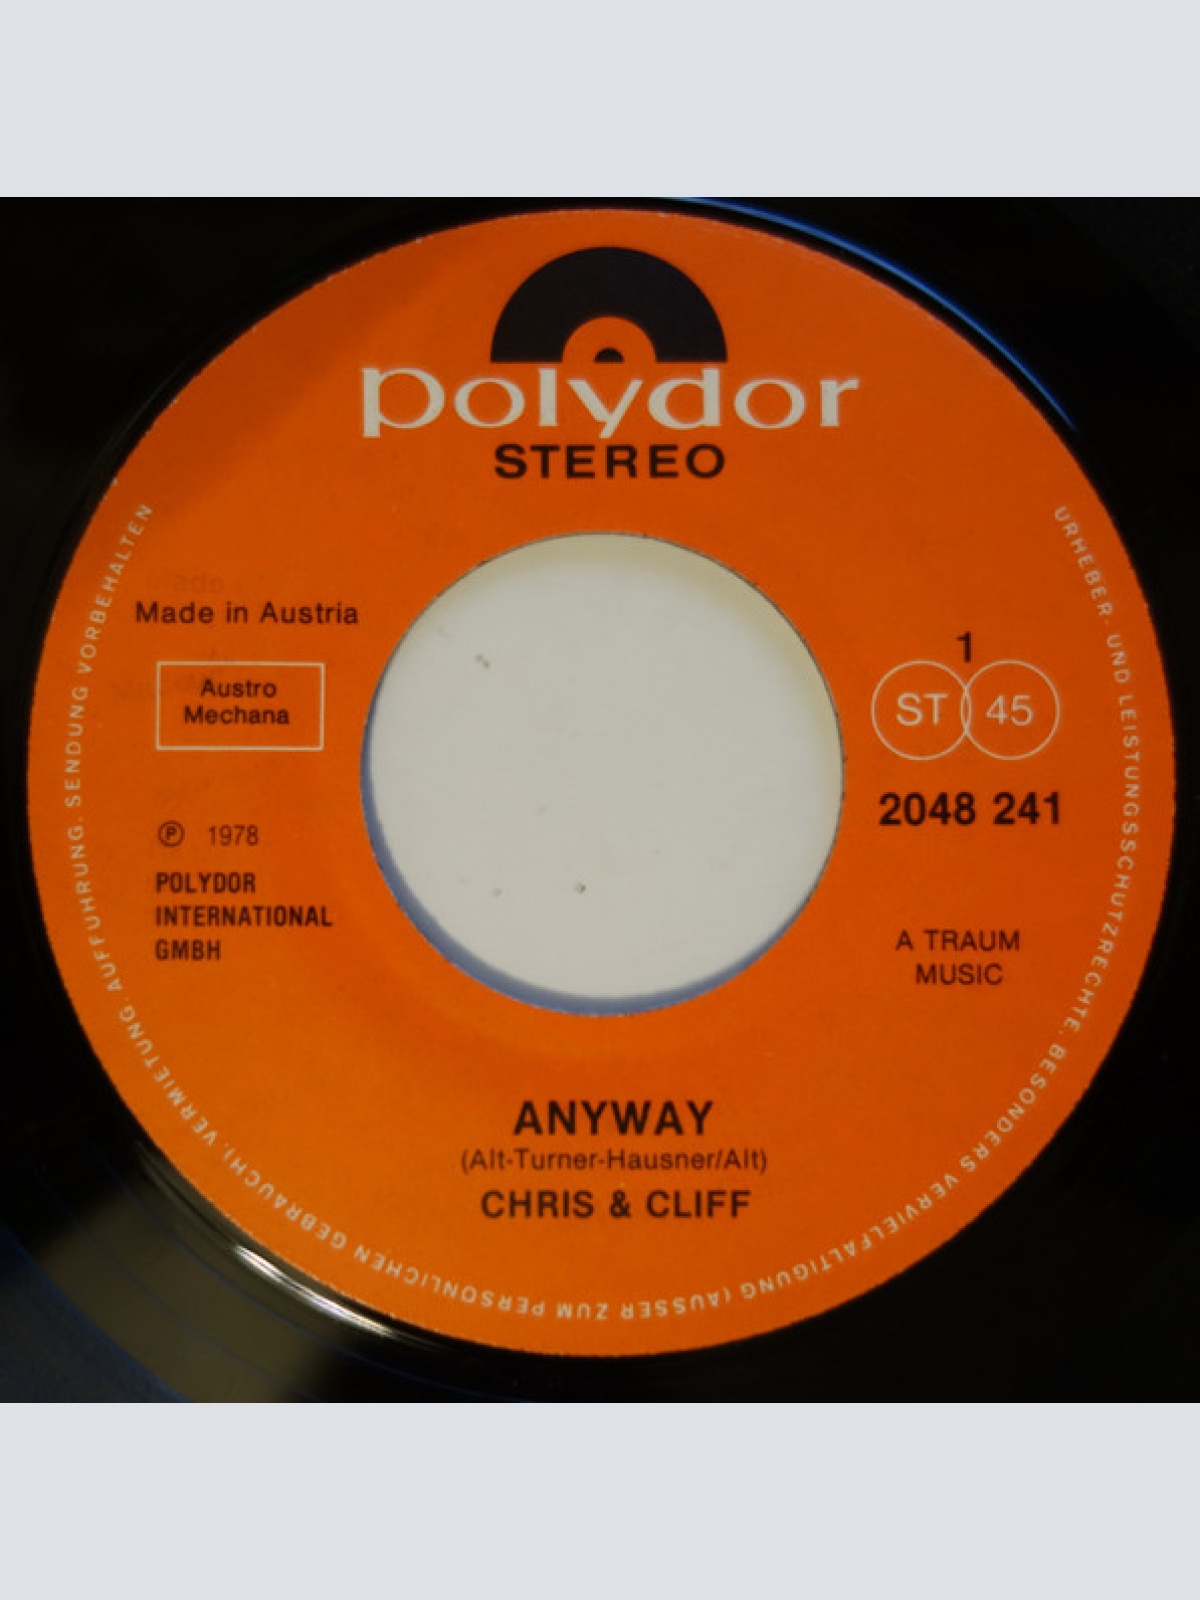 polydor
STEREO
Made in Austria
Austro
Mechana
℗ 1978
POLYDOR
INTERNATIONAL
GMBH
1
ST 45
2048 241
A TRAUM
MUSIC
ANYWAY
(Alt-Turner-Hausner/Alt)
CHRIS & CLIFF
URHEBER- UND LEISTUNGSSCHUTZRECHTE, BESONDERS VERVIELFÄLTIGUNG (AUSSER ZUM PERSÖNLICHEN GEBRAUCH), VERMIETUNG, AUFFÜHRUNG, SENDUNG VORBEHALTEN